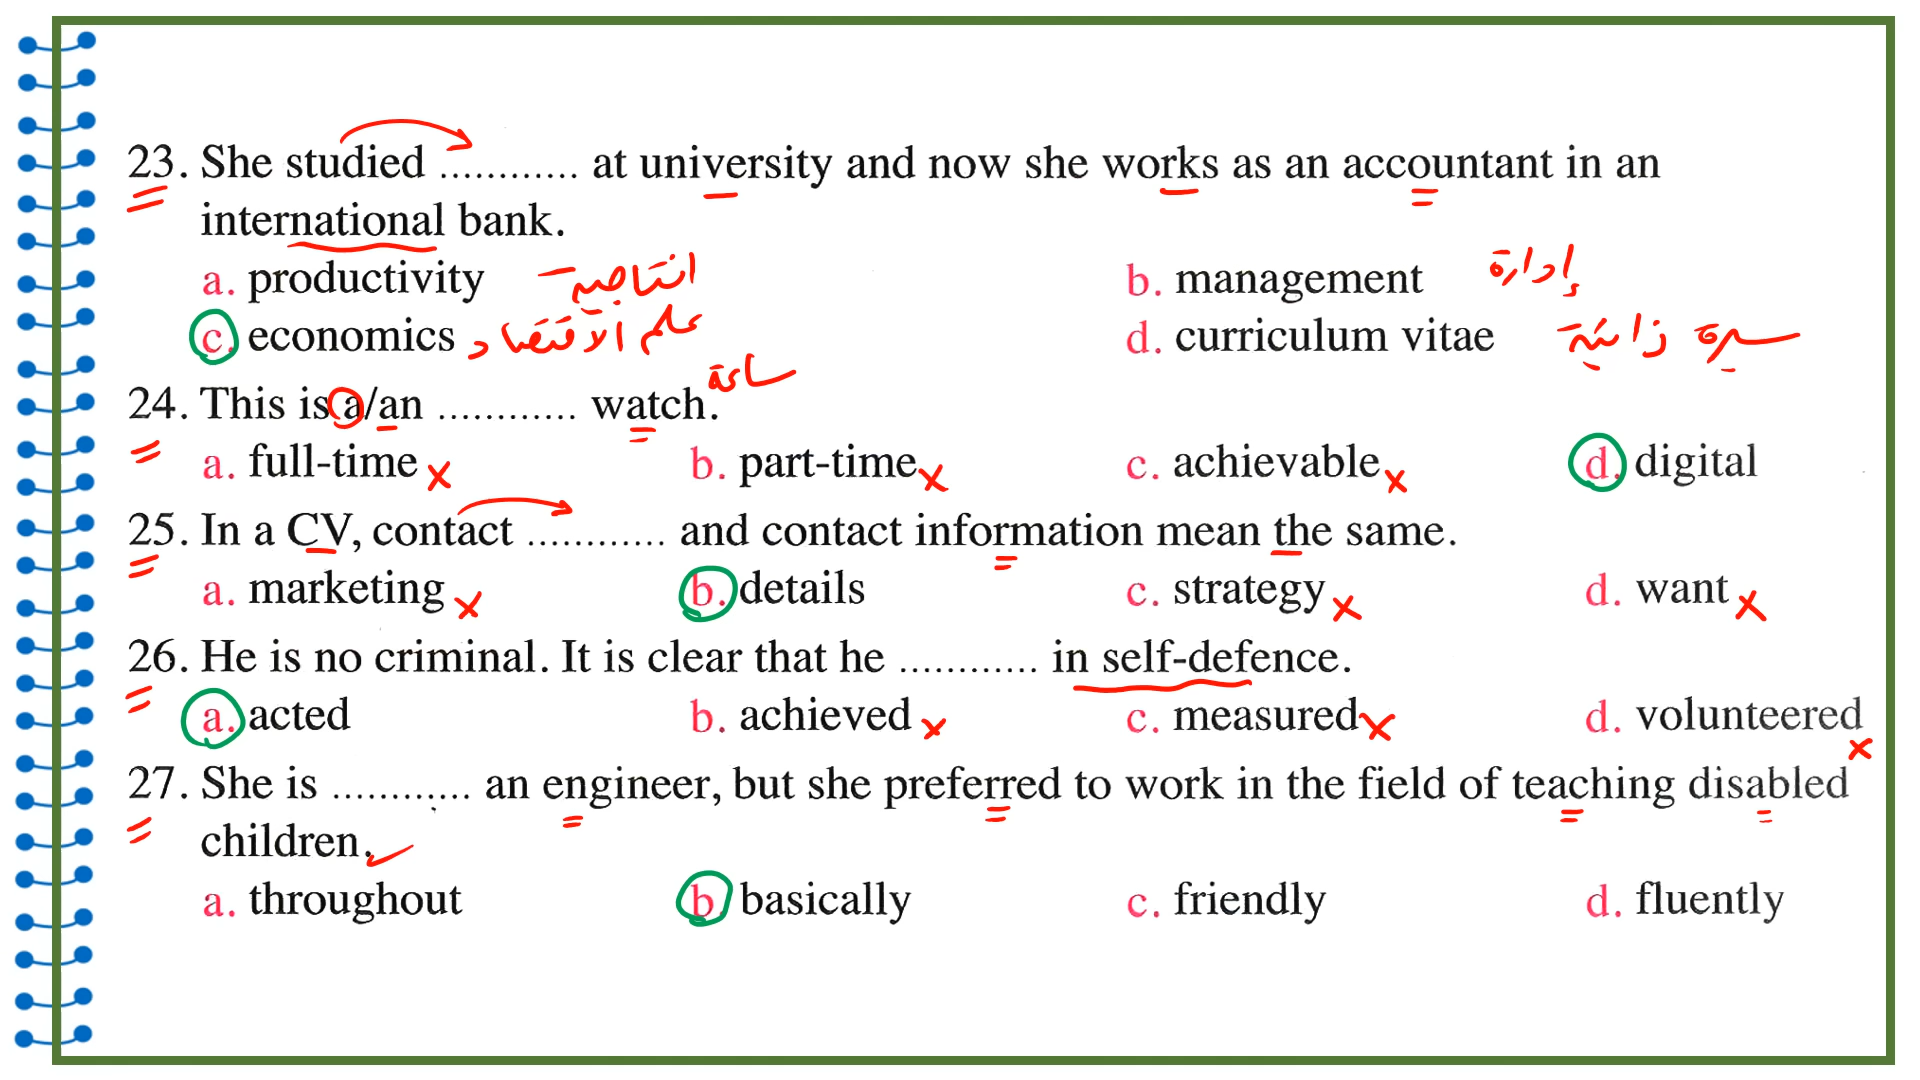 23. She studied ............ at university and now she works as an accountant in an
international bank.
a. productivity انتاجية b. management إدارة
c. economics علم الاقتصاد d. curriculum vitae سيرة ذاتية
ساعة
24. This is a/an ............ watch.
a. full-time x b. part-time x c. achievable x d. digital
25. In a CV, contact ............ and contact information mean the same.
a. marketing x b. details c. strategy x d. want x
26. He is no criminal. It is clear that he ............ in self-defence.
a. acted b. achieved x c. measured x d. volunteered x
27. She is ............ an engineer, but she preferred to work in the field of teaching disabled
children.
a. throughout b. basically c. friendly d. fluently